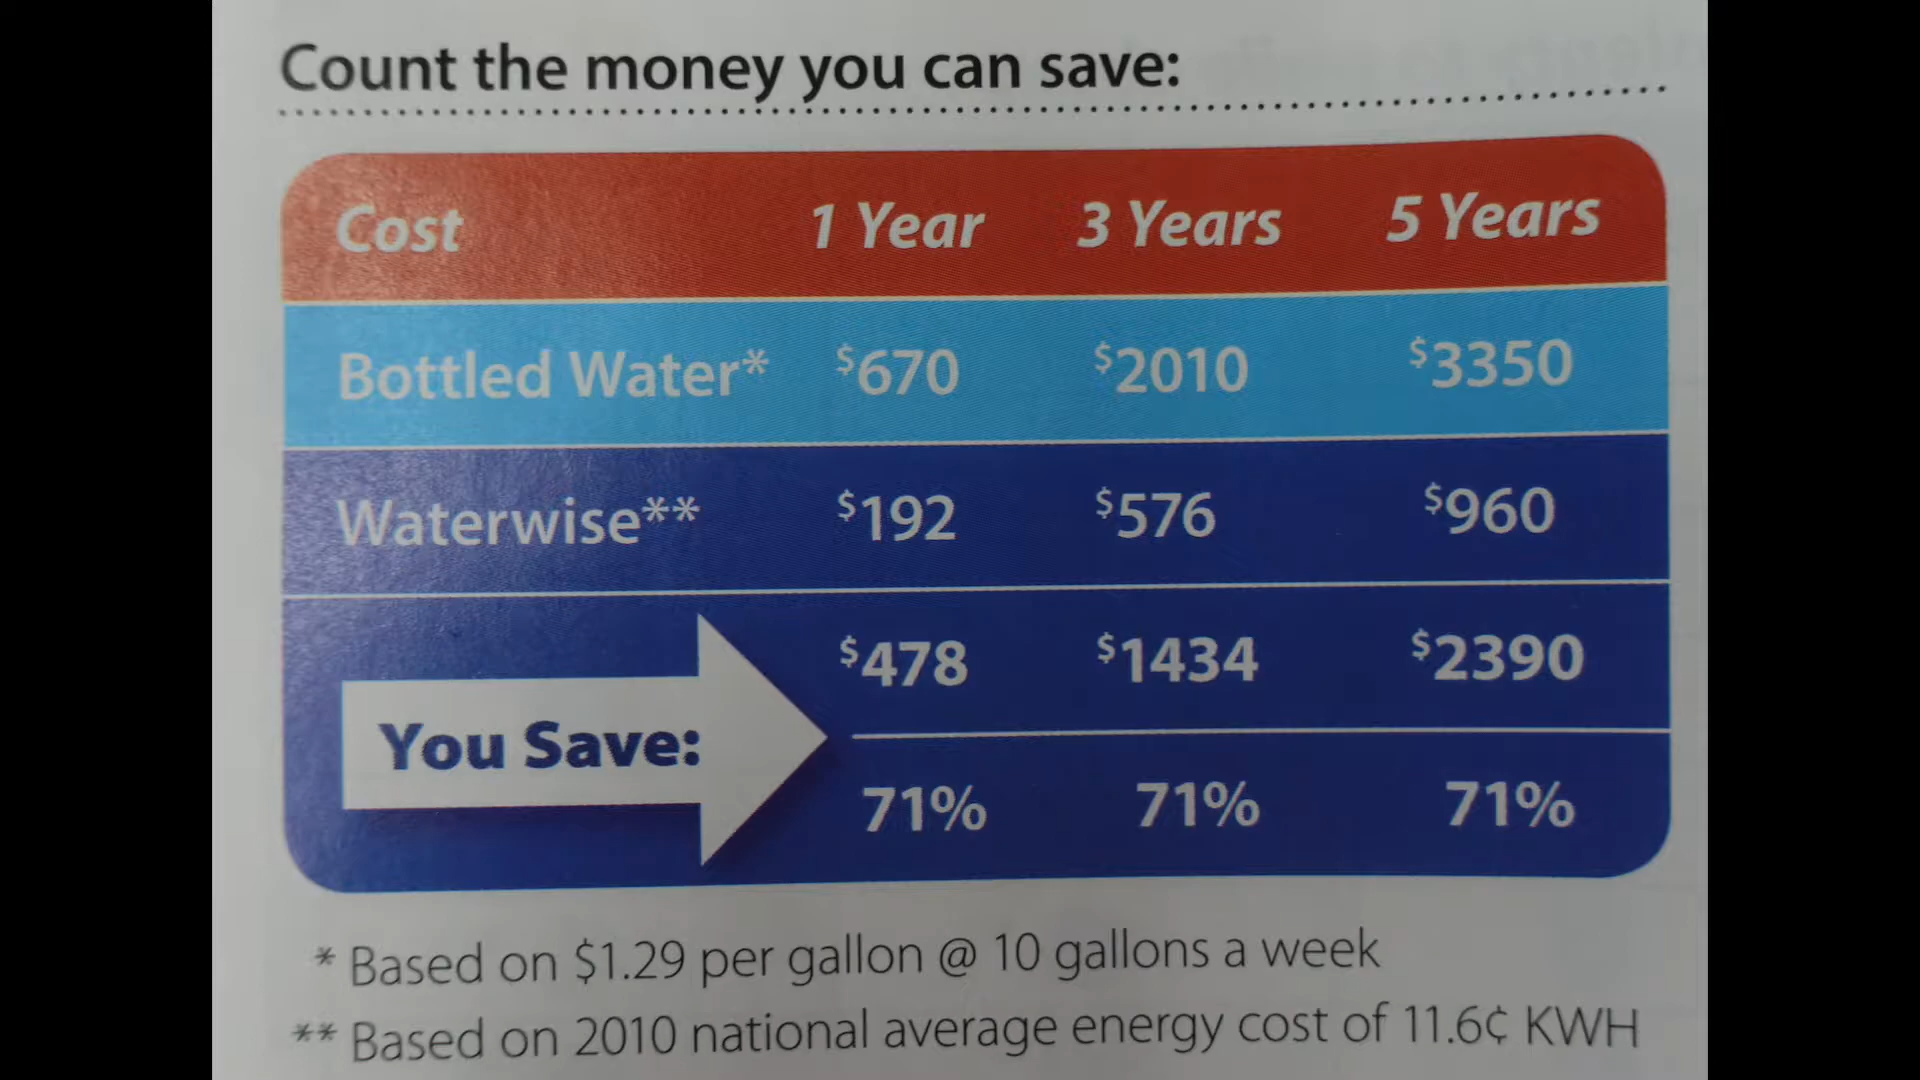 Count the money you can save:
Cost 1 Year 3 Years 5 Years
Bottled Water* $670 $2010 $3350
Waterwise** $192 $576 $960
$478 $1434 $2390
You Save:
71% 71% 71%
* Based on $1.29 per gallon @ 10 gallons a week
** Based on 2010 national average energy cost of 11.6¢ KWH